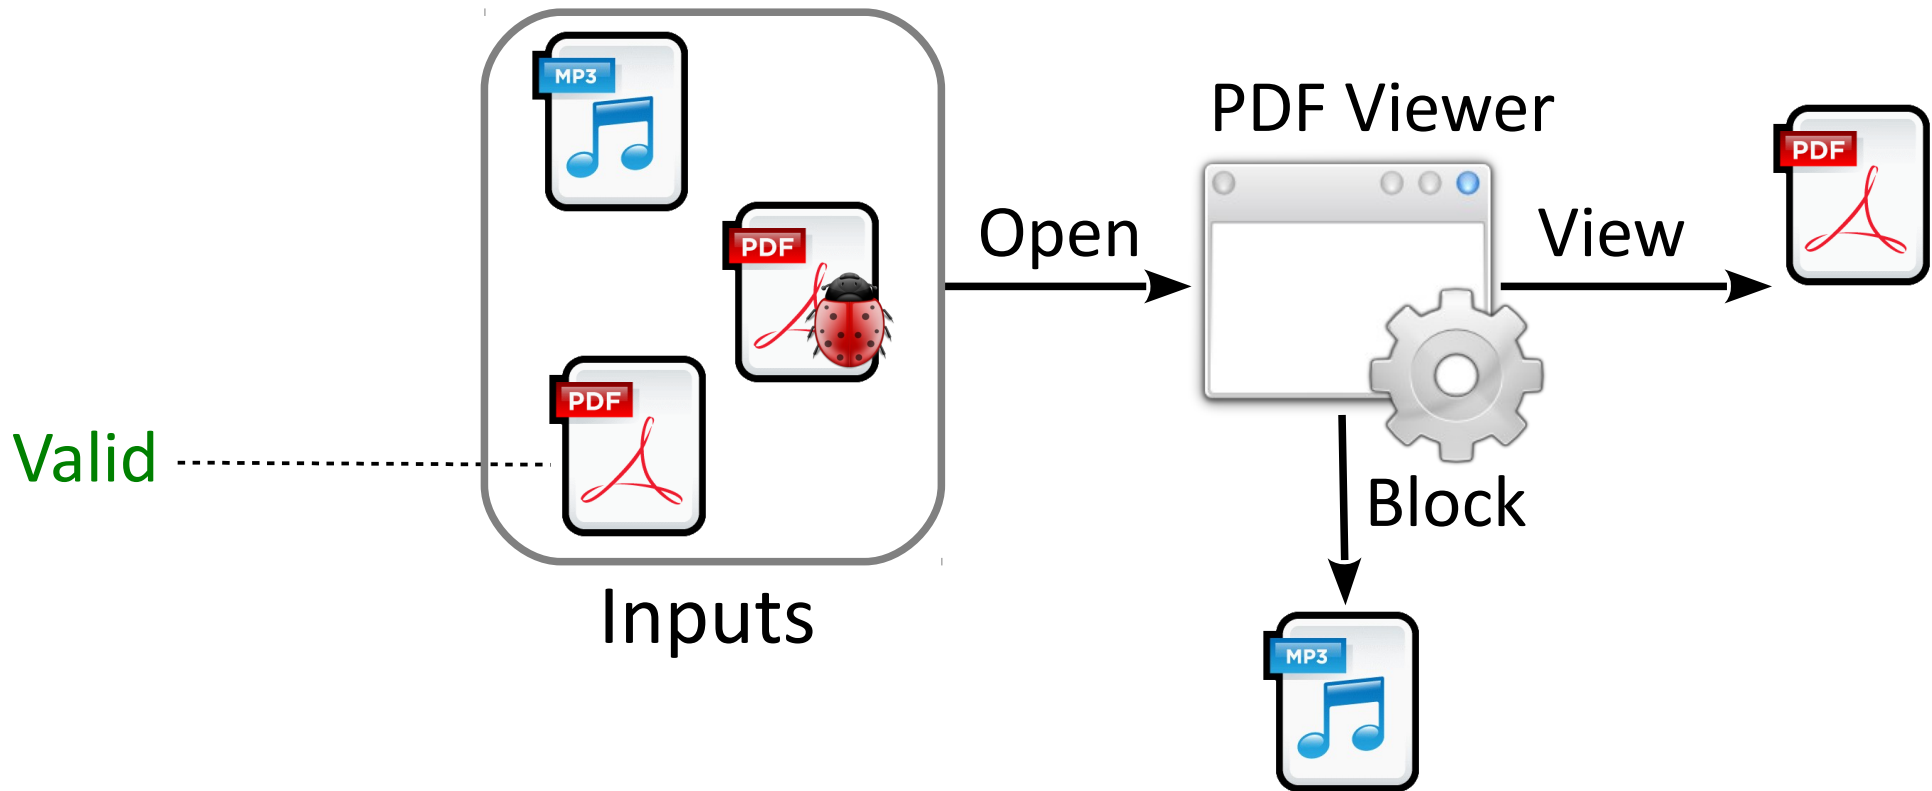 MP3
PDF
PDF
Valid
Inputs
Open
PDF Viewer
View
PDF
Block
MP3